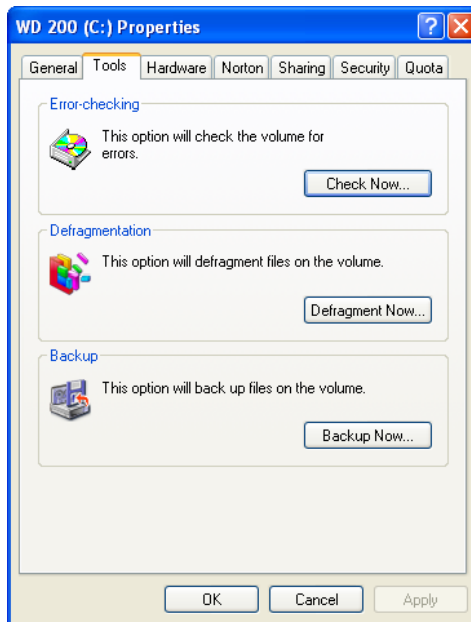 WD 200 (C:) Properties
General Tools Hardware Norton Sharing Security Quota
Error-checking
This option will check the volume for
errors.
Check Now...
Defragmentation
This option will defragment files on the volume.
Defragment Now...
Backup
This option will back up files on the volume.
Backup Now...
OK Cancel Apply